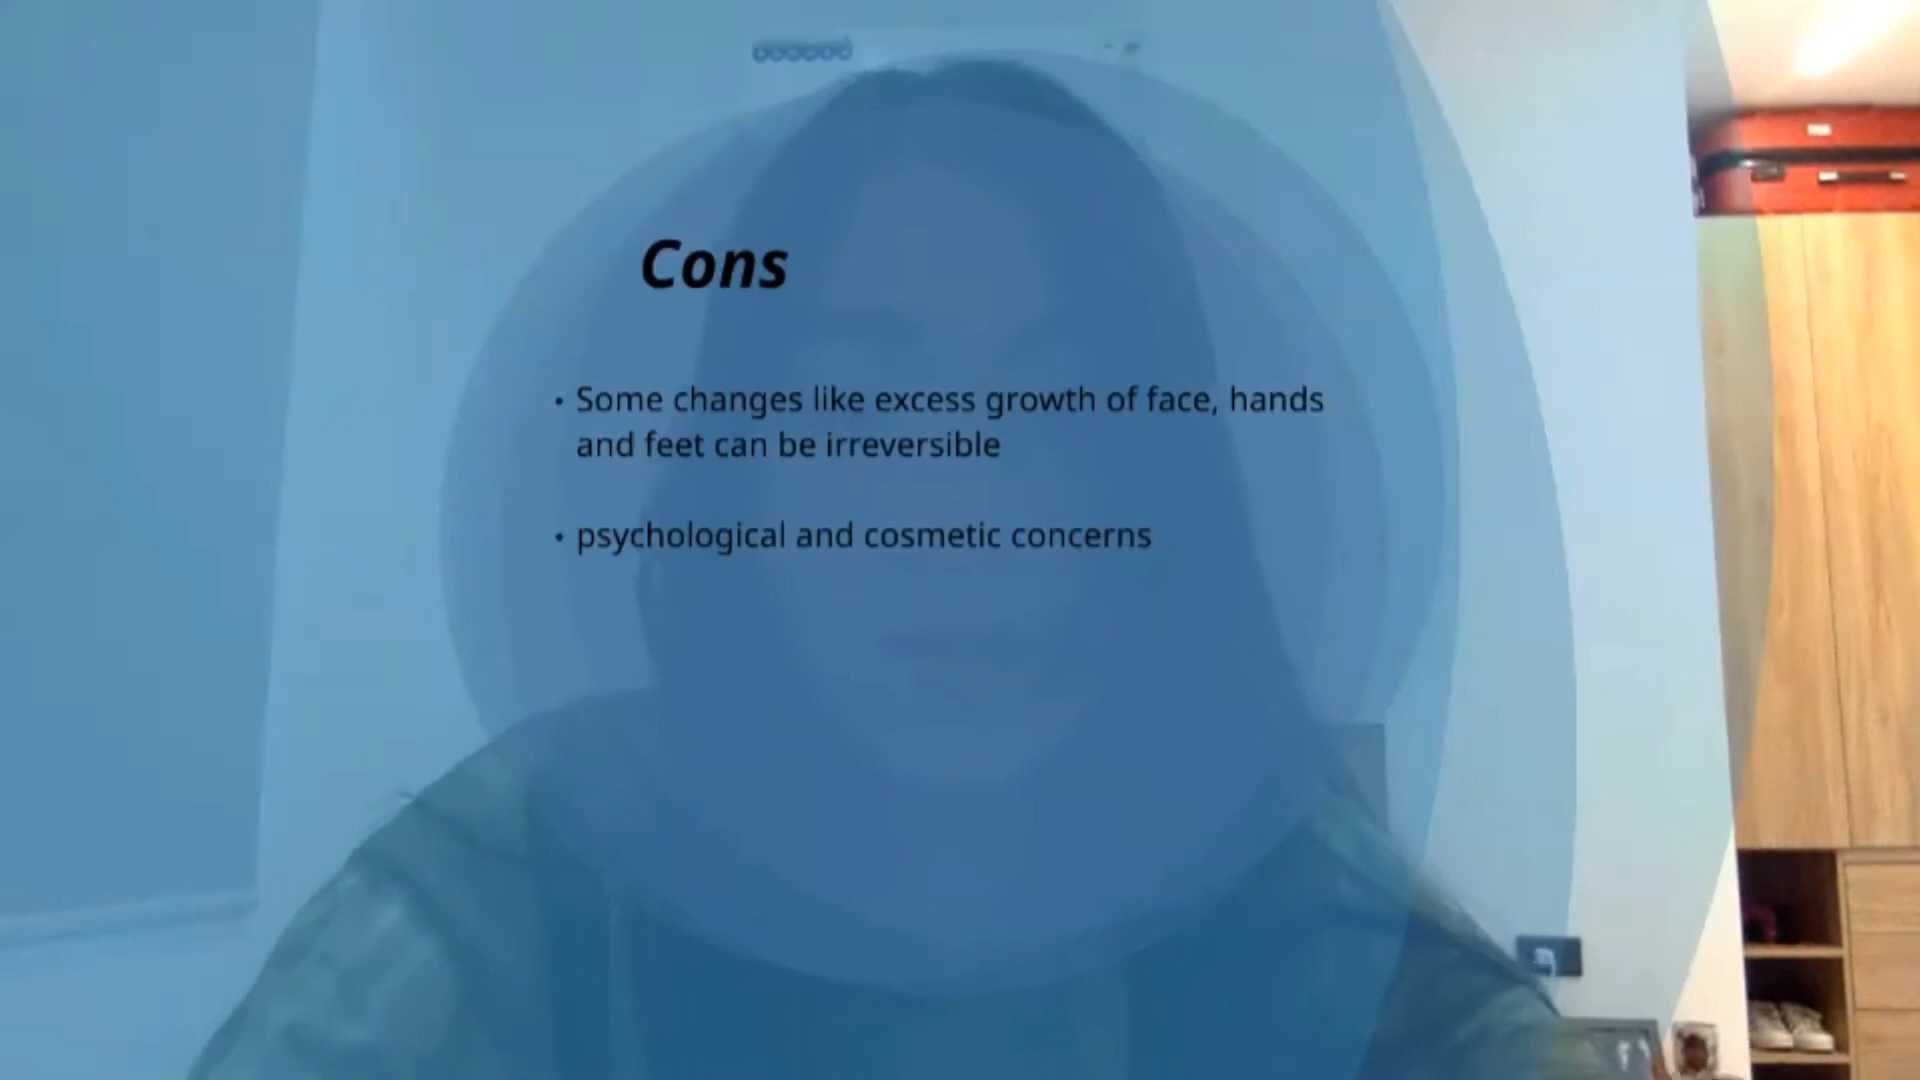 Cons
• Some changes like excess growth of face, hands
and feet can be irreversible
• psychological and cosmetic concerns